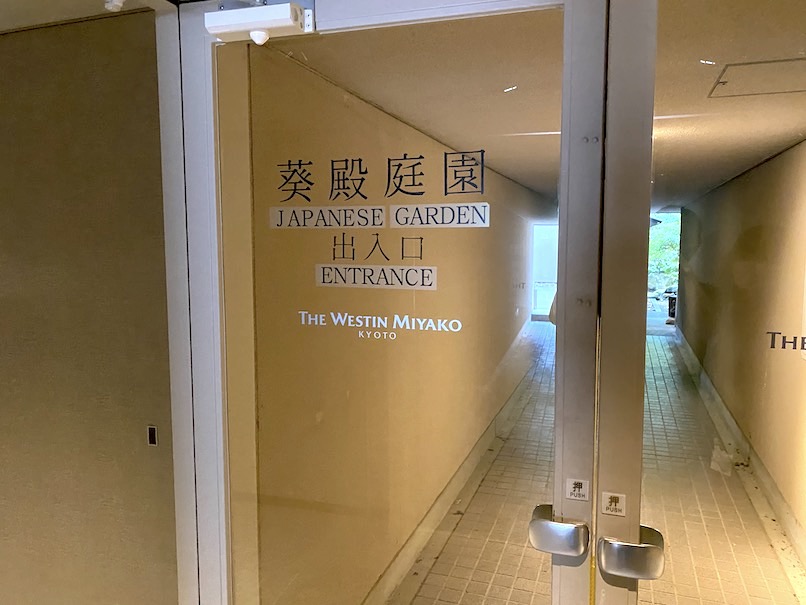 葵殿庭園
JAPANESE GARDEN
出入口
ENTRANCE
THE WESTIN MIYAKO
KYOTO
THE
押
PUSH
押
PUSH